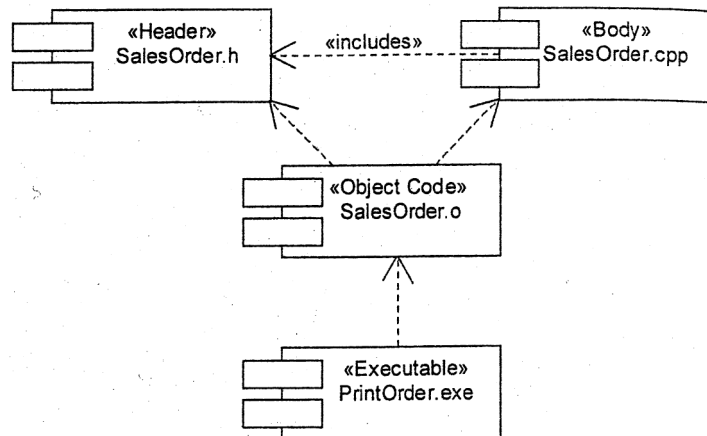 «Header»
SalesOrder.h
«includes»
«Body»
SalesOrder.cpp
«Object Code»
SalesOrder.o
«Executable»
PrintOrder.exe